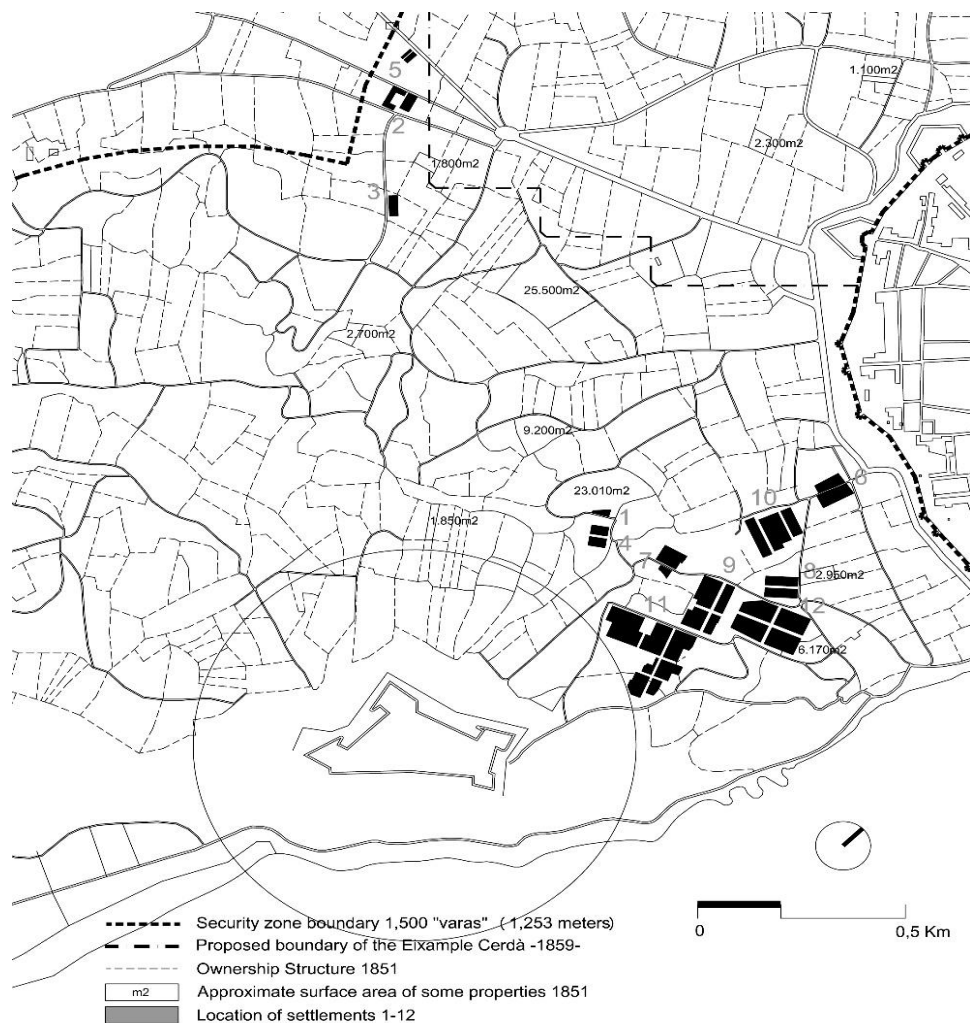 5
1.100m2
2
1.800m2
2.300m2
3
25.500m2
2.700m2
9.200m2
6
23.010m2
10
1.850m2
1
4
7
9
8
2.950m2
11
12
6.170m2
Security zone boundary 1,500 "varas" ( 1,253 meters)
Proposed boundary of the Eixample Cerdà -1859-
0
0,5 Km
Ownership Structure 1851
m2
Approximate surface area of some properties 1851
Location of settlements 1-12